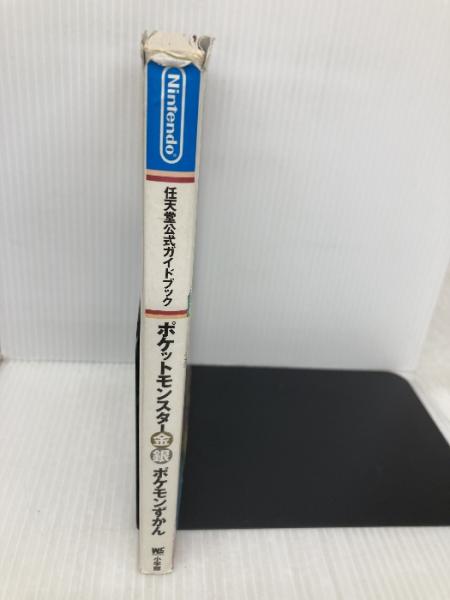 Nintendo®
任天堂公式ガイドブック
ポケットモンスター金銀
ポケモンずかん
小学館